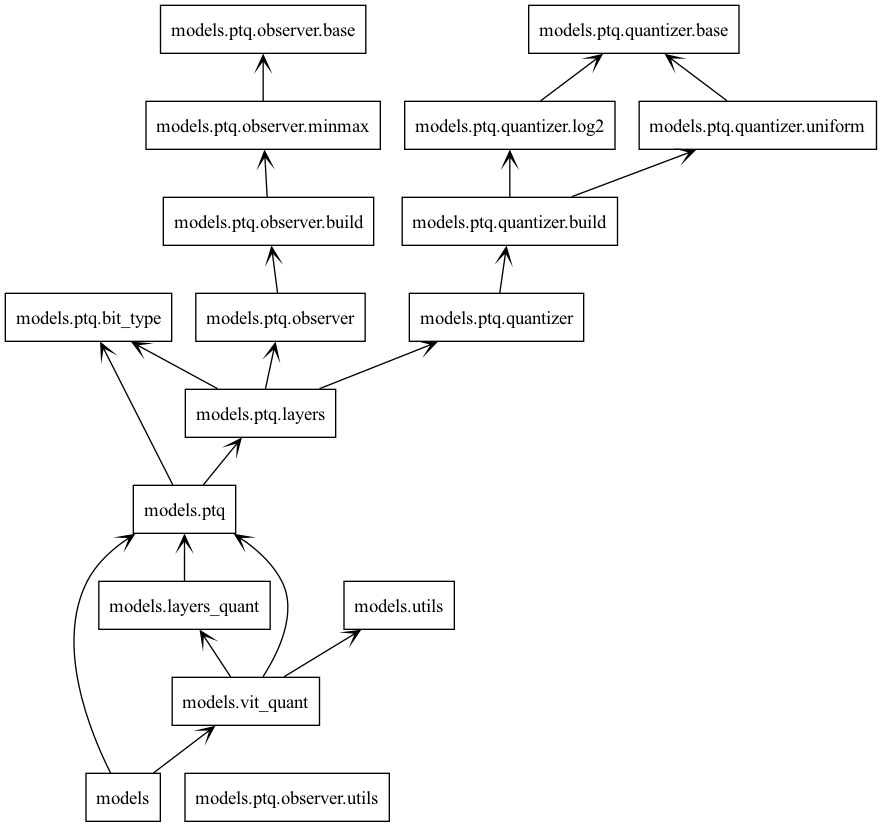 models.ptq.observer.base
models.ptq.quantizer.base
models.ptq.observer.minmax
models.ptq.quantizer.log2
models.ptq.quantizer.uniform
models.ptq.observer.build
models.ptq.quantizer.build
models.ptq.bit_type
models.ptq.observer
models.ptq.quantizer
models.ptq.layers
models.ptq
models.layers_quant
models.utils
models.vit_quant
models
models.ptq.observer.utils